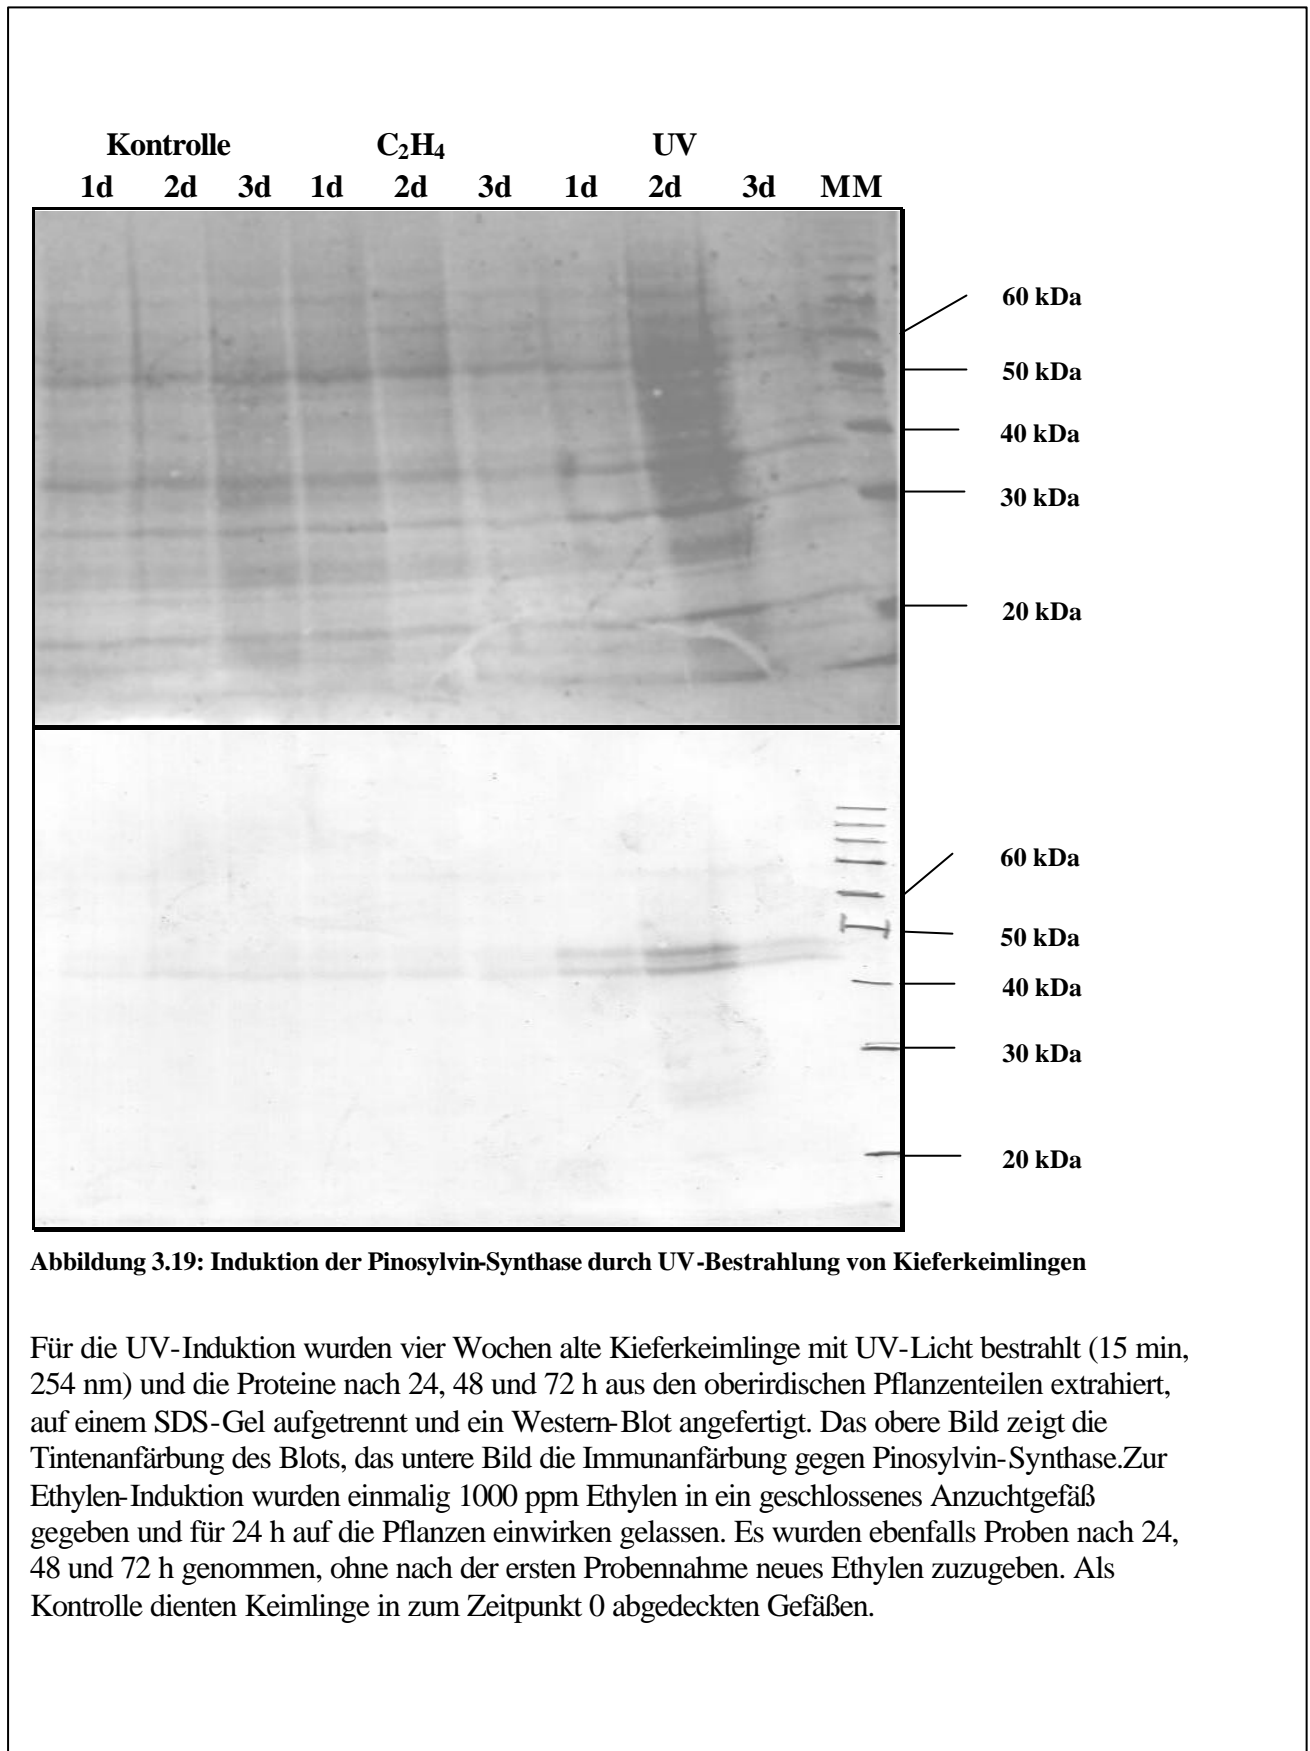 Kontrolle C₂H₄ UV
1d 2d 3d 1d 2d 3d 1d 2d 3d MM
60 kDa
50 kDa
40 kDa
30 kDa
20 kDa
60 kDa
50 kDa
40 kDa
30 kDa
20 kDa
Abbildung 3.19: Induktion der Pinosylvin-Synthase durch UV-Bestrahlung von Kieferkeimlingen
Für die UV-Induktion wurden vier Wochen alte Kieferkeimlinge mit UV-Licht bestrahlt (15 min,
254 nm) und die Proteine nach 24, 48 und 72 h aus den oberirdischen Pflanzenteilen extrahiert,
auf einem SDS-Gel aufgetrennt und ein Western-Blot angefertigt. Das obere Bild zeigt die
Tintenanfärbung des Blots, das untere Bild die Immunanfärbung gegen Pinosylvin-Synthase.Zur
Ethylen-Induktion wurden einmalig 1000 ppm Ethylen in ein geschlossenes Anzuchtgefäß
gegeben und für 24 h auf die Pflanzen einwirken gelassen. Es wurden ebenfalls Proben nach 24,
48 und 72 h genommen, ohne nach der ersten Probennahme neues Ethylen zuzugeben. Als
Kontrolle dienten Keimlinge in zum Zeitpunkt 0 abgedeckten Gefäßen.